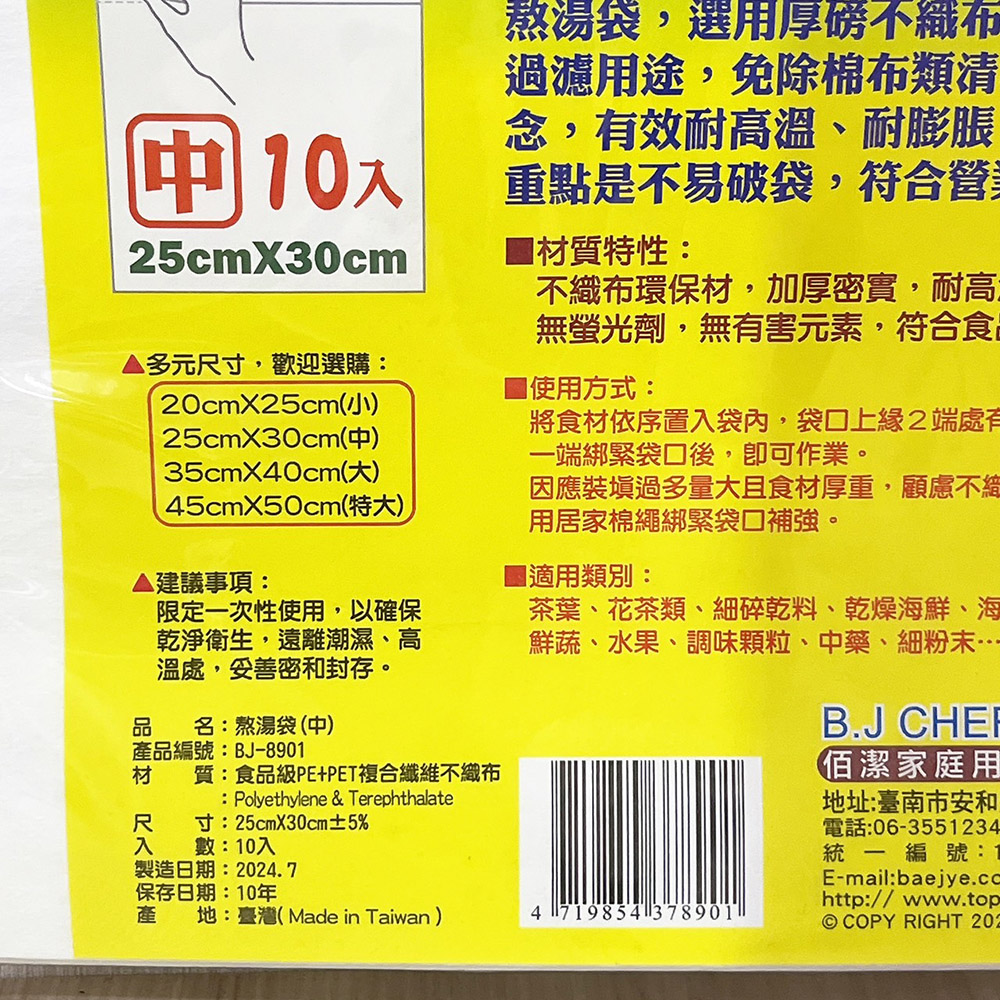 中 10入
25cmX30cm
▲多元尺寸，歡迎選購：
20cmX25cm(小)
25cmX30cm(中)
35cmX40cm(大)
45cmX50cm(特大)
▲建議事項：
限定一次性使用，以確保
乾淨衛生，遠離潮濕、高
溫處，妥善密和封存。
品　　名：熬湯袋(中)
產品編號：BJ-8901
材　　質：食品級PE+PET複合纖維不織布
：Polyethylene & Terephthalate
尺　　寸：25cmX30cm±5%
入　　數：10入
製造日期：2024.7
保存日期：10年
產　　地：臺灣( Made in Taiwan )
熬湯袋，選用厚磅不織布
過濾用途，免除棉布類清
念，有效耐高溫、耐膨脹
重點是不易破袋，符合營
■材質特性：
不織布環保材，加厚密實，耐高
無螢光劑，無有害元素，符合食
■使用方式：
將食材依序置入袋內，袋口上緣2端處有
一端綁緊袋口後，即可作業。
因應裝填過多量大且食材厚重，顧慮不織
用居家棉繩綁緊袋口補強。
■適用類別：
茶葉、花茶類、細碎乾料、乾燥海鮮、海
鮮蔬、水果、調味顆粒、中藥、細粉末…
4 719854 378901
B.J CHE
佰潔家庭用
地址:臺南市安和
電話:06-3551234
統一編號:1
E-mail:baejye.co
http:// www.top
© COPY RIGHT 202